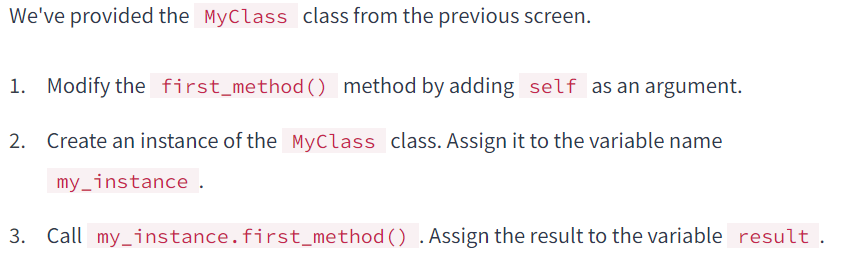 We've provided the MyClass class from the previous screen.
1. Modify the first_method() method by adding self as an argument.
2. Create an instance of the MyClass class. Assign it to the variable name
my_instance .
3. Call my_instance.first_method() . Assign the result to the variable result .